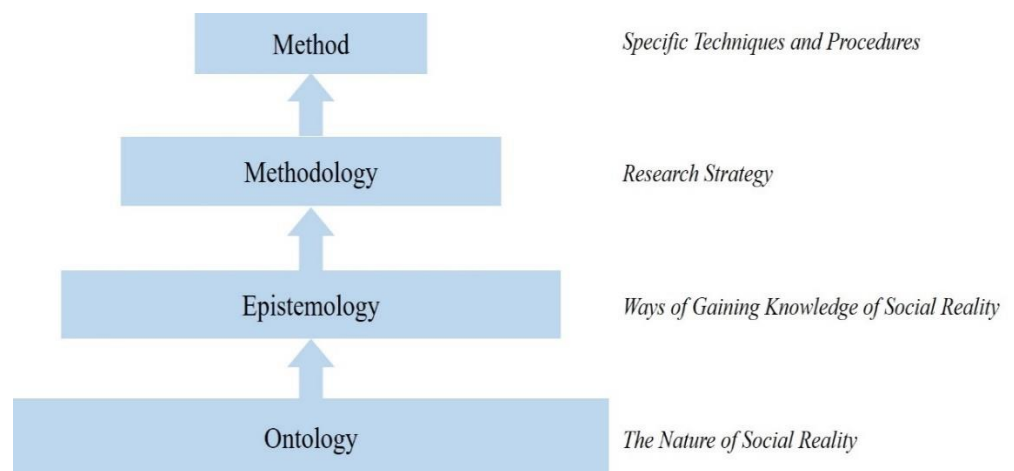 Method
Specific Techniques and Procedures
Methodology
Research Strategy
Epistemology
Ways of Gaining Knowledge of Social Reality
Ontology
The Nature of Social Reality